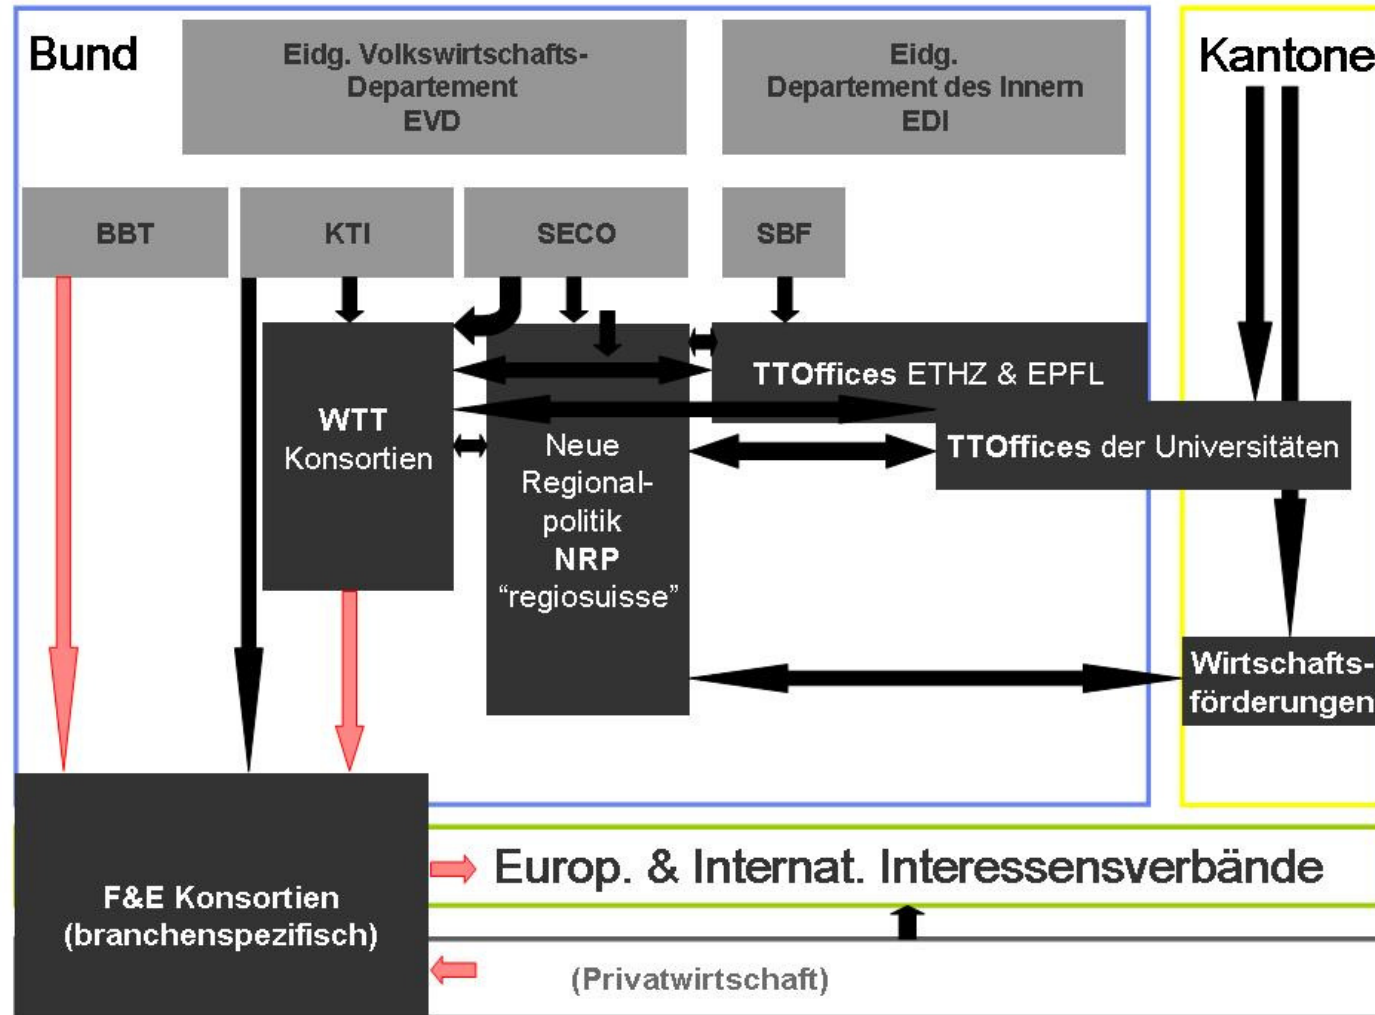 Bund
Eidg. Volkswirtschafts-
Departement
EVD
Eidg.
Departement des Innern
EDI
Kantone
BBT
KTI
SECO
SBF
WTT
Konsortien
Neue
Regional-
politik
NRP
“regiosuisse”
TTOffices ETHZ & EPFL
TTOffices der Universitäten
Wirtschafts-
förderungen
F&E Konsortien
(branchenspezifisch)
Europ. & Internat. Interessensverbände
(Privatwirtschaft)